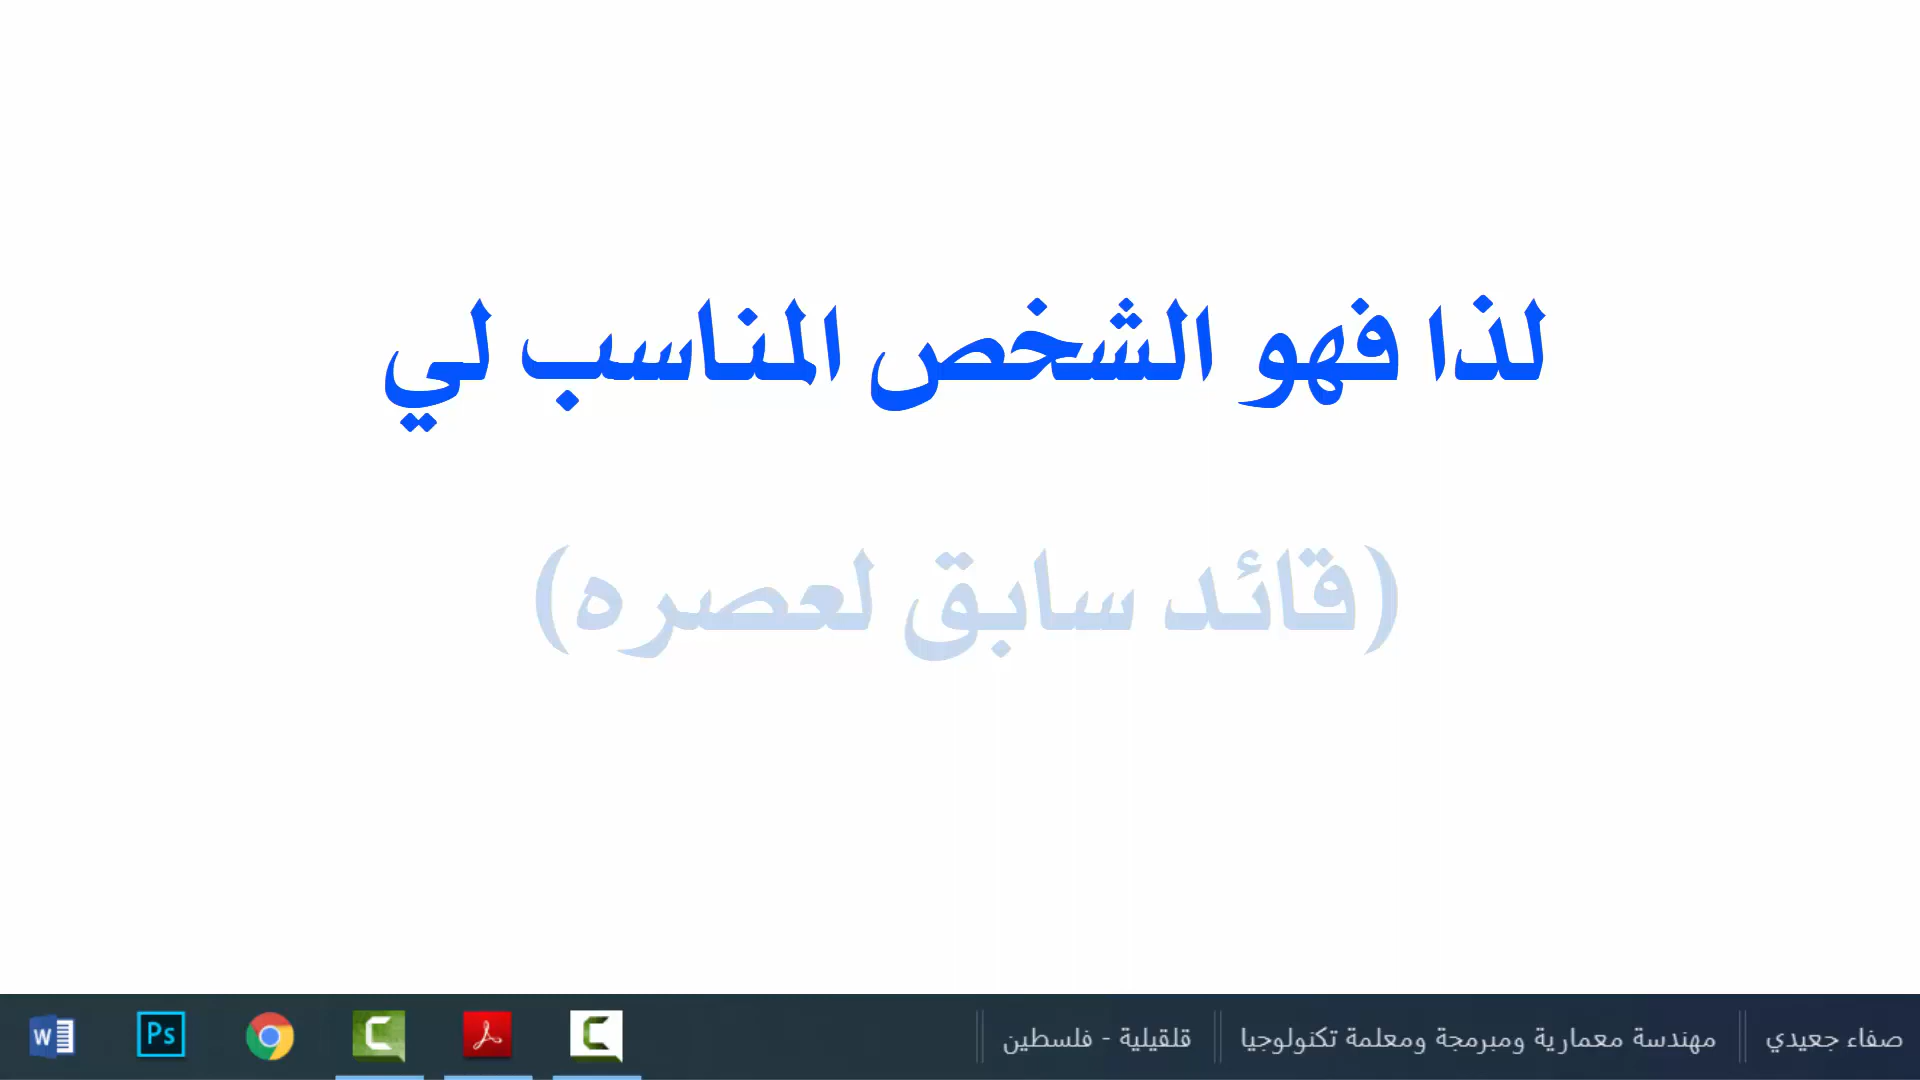 لذا فهو الشخص المناسب لي
(قائد سابق لعصره)
صفاء جعيدي
مهندسة معمارية ومبرمجة ومعلمة تكنولوجيا
قلقيلية - فلسطين
W
Ps